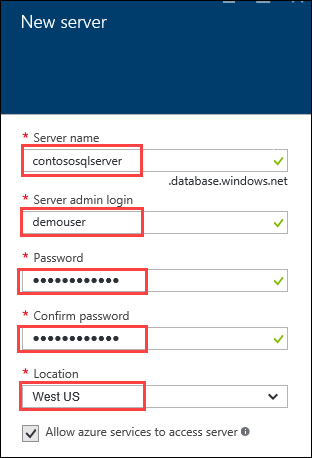 New server
* Server name
contososqlserver
.database.windows.net
* Server admin login
demouser
* Password
••••••••••••
* Confirm password
••••••••••••
* Location
West US
Allow azure services to access server